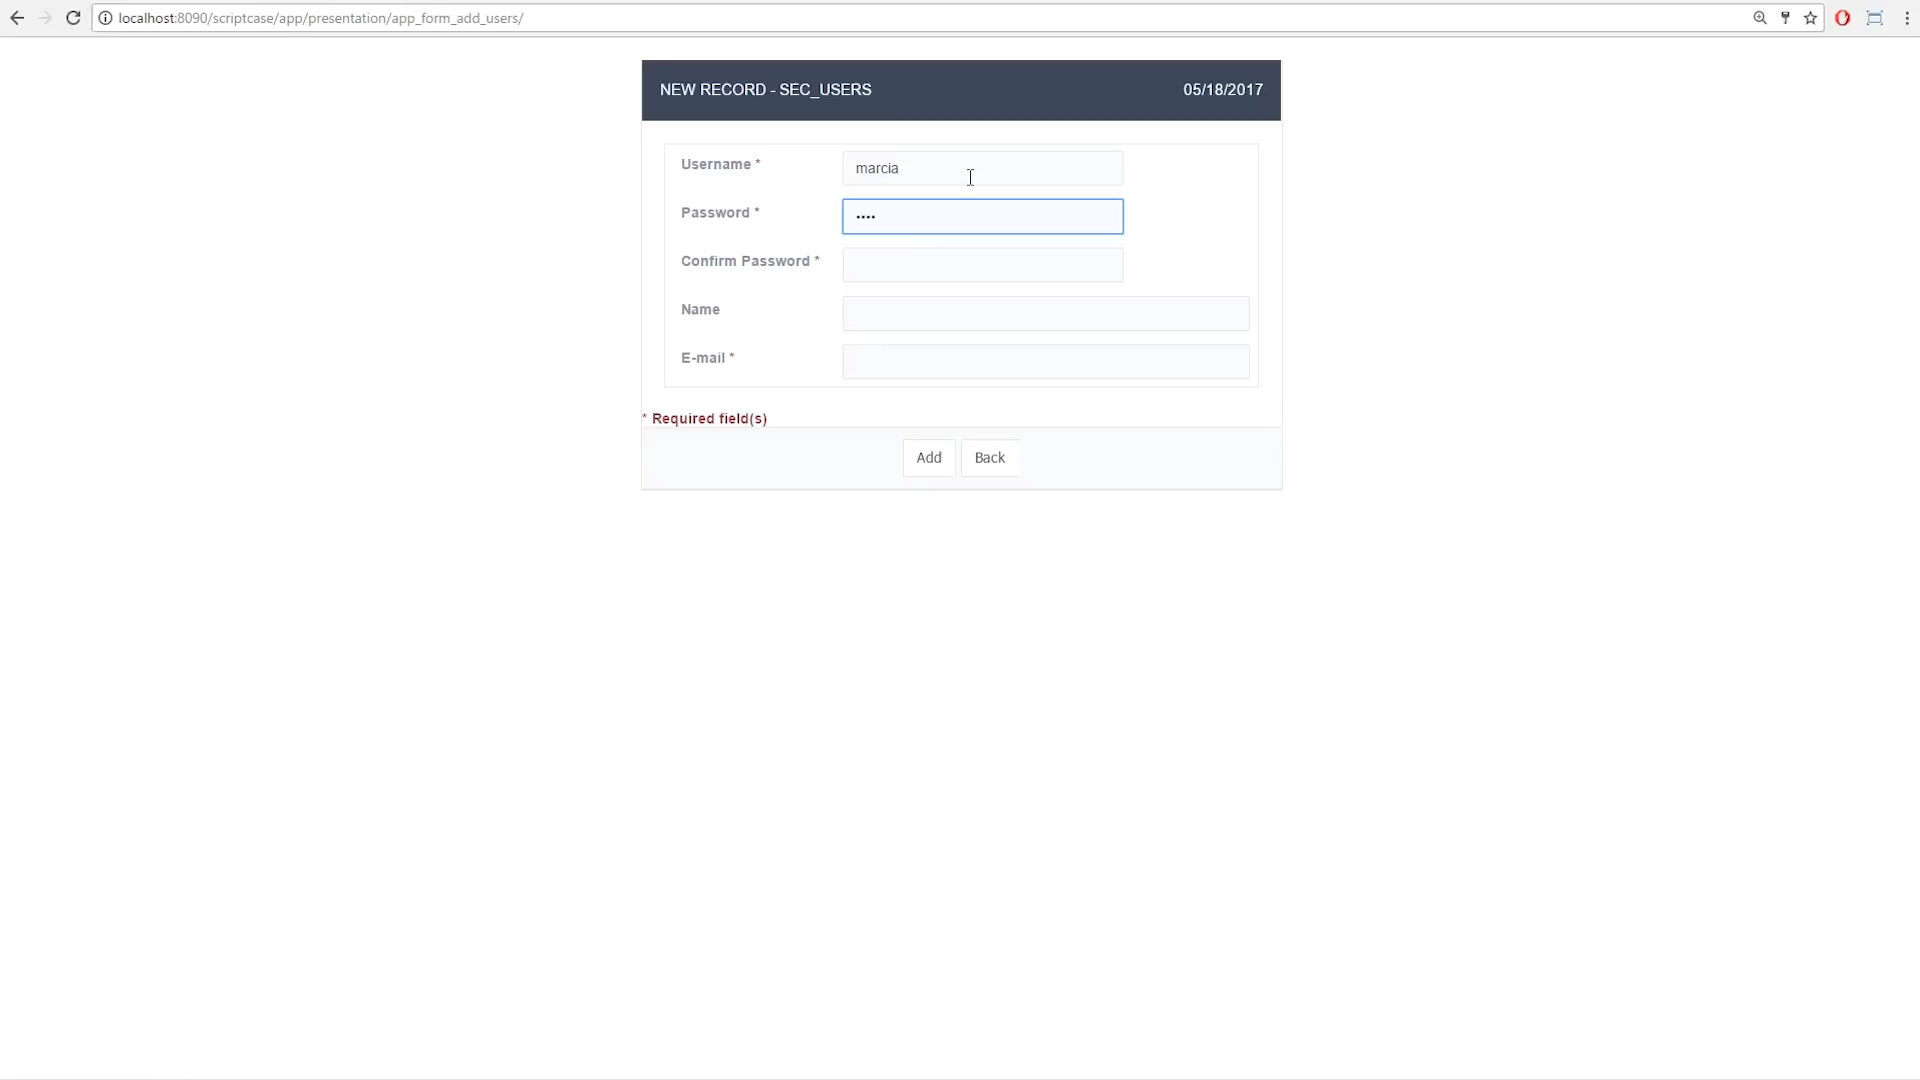 localhost:8090/scriptcase/app/presentation/app_form_add_users/
NEW RECORD - SEC_USERS 05/18/2017
Username * marcia
Password * ••••
Confirm Password *
Name
E-mail *
* Required field(s)
Add Back